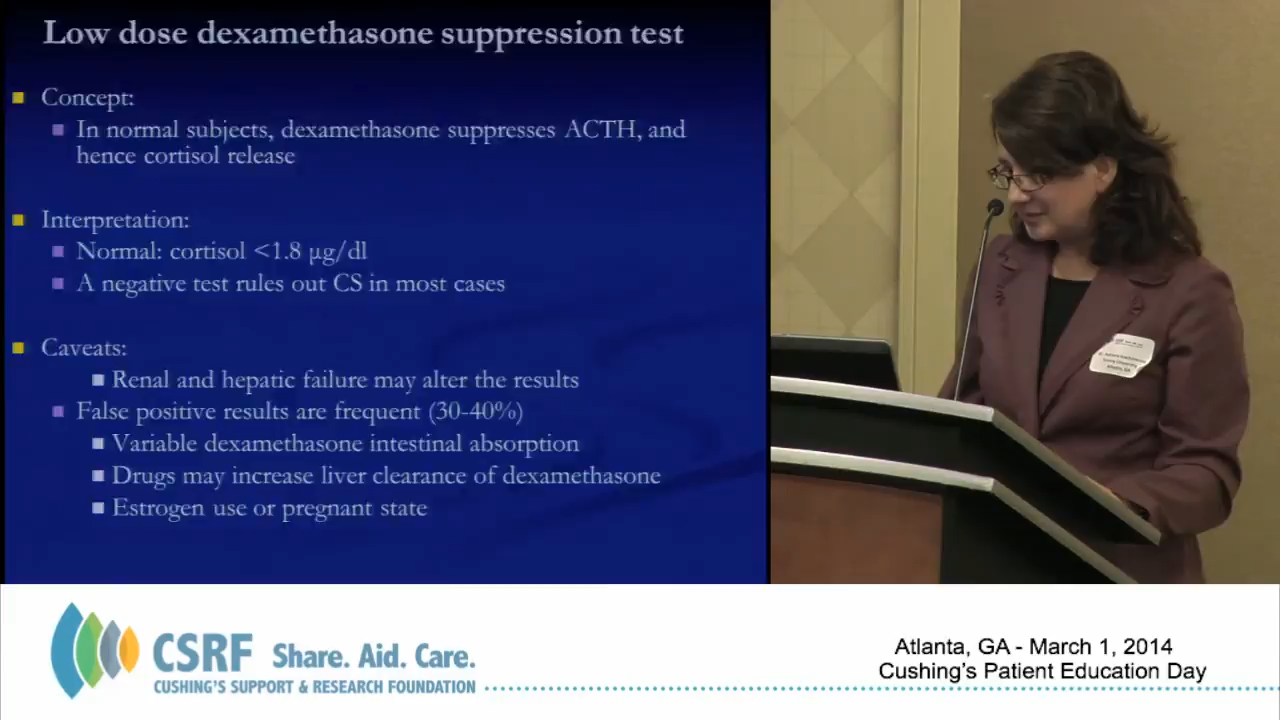 Low dose dexamethasone suppression test
Concept:
In normal subjects, dexamethasone suppresses ACTH, and
hence cortisol release
Interpretation:
Normal: cortisol <1.8 µg/dl
A negative test rules out CS in most cases
Caveats:
Renal and hepatic failure may alter the results
False positive results are frequent (30-40%)
Variable dexamethasone intestinal absorption
Drugs may increase liver clearance of dexamethasone
Estrogen use or pregnant state
CSRF Share. Aid. Care.
CUSHING'S SUPPORT & RESEARCH FOUNDATION
Atlanta, GA - March 1, 2014
Cushing's Patient Education Day